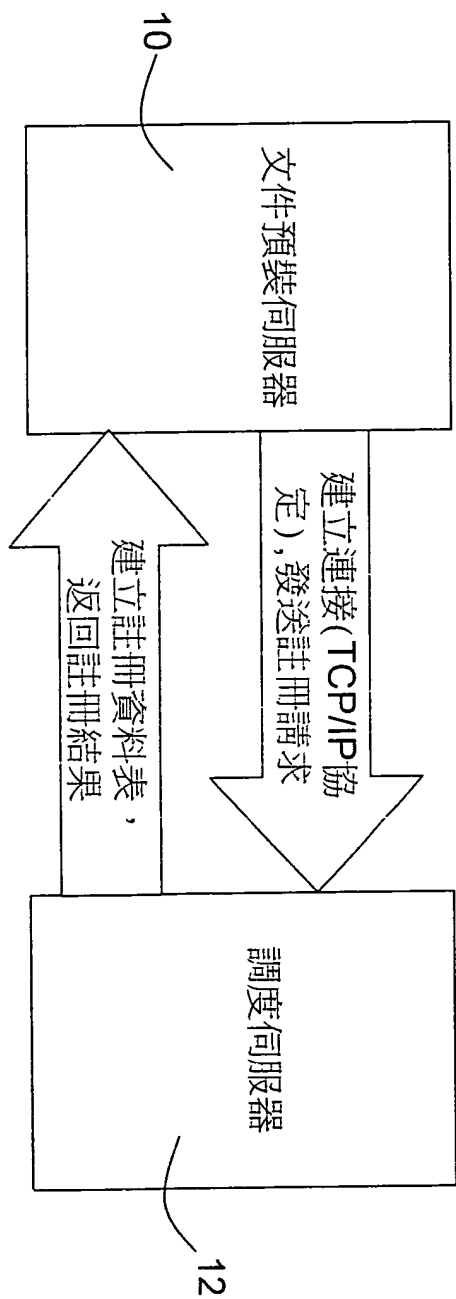 10
文件預裝伺服器
建立連接(TCP/IP協
定),發送註冊請求
建立註冊資料表,
返回註冊結果
調度伺服器
12